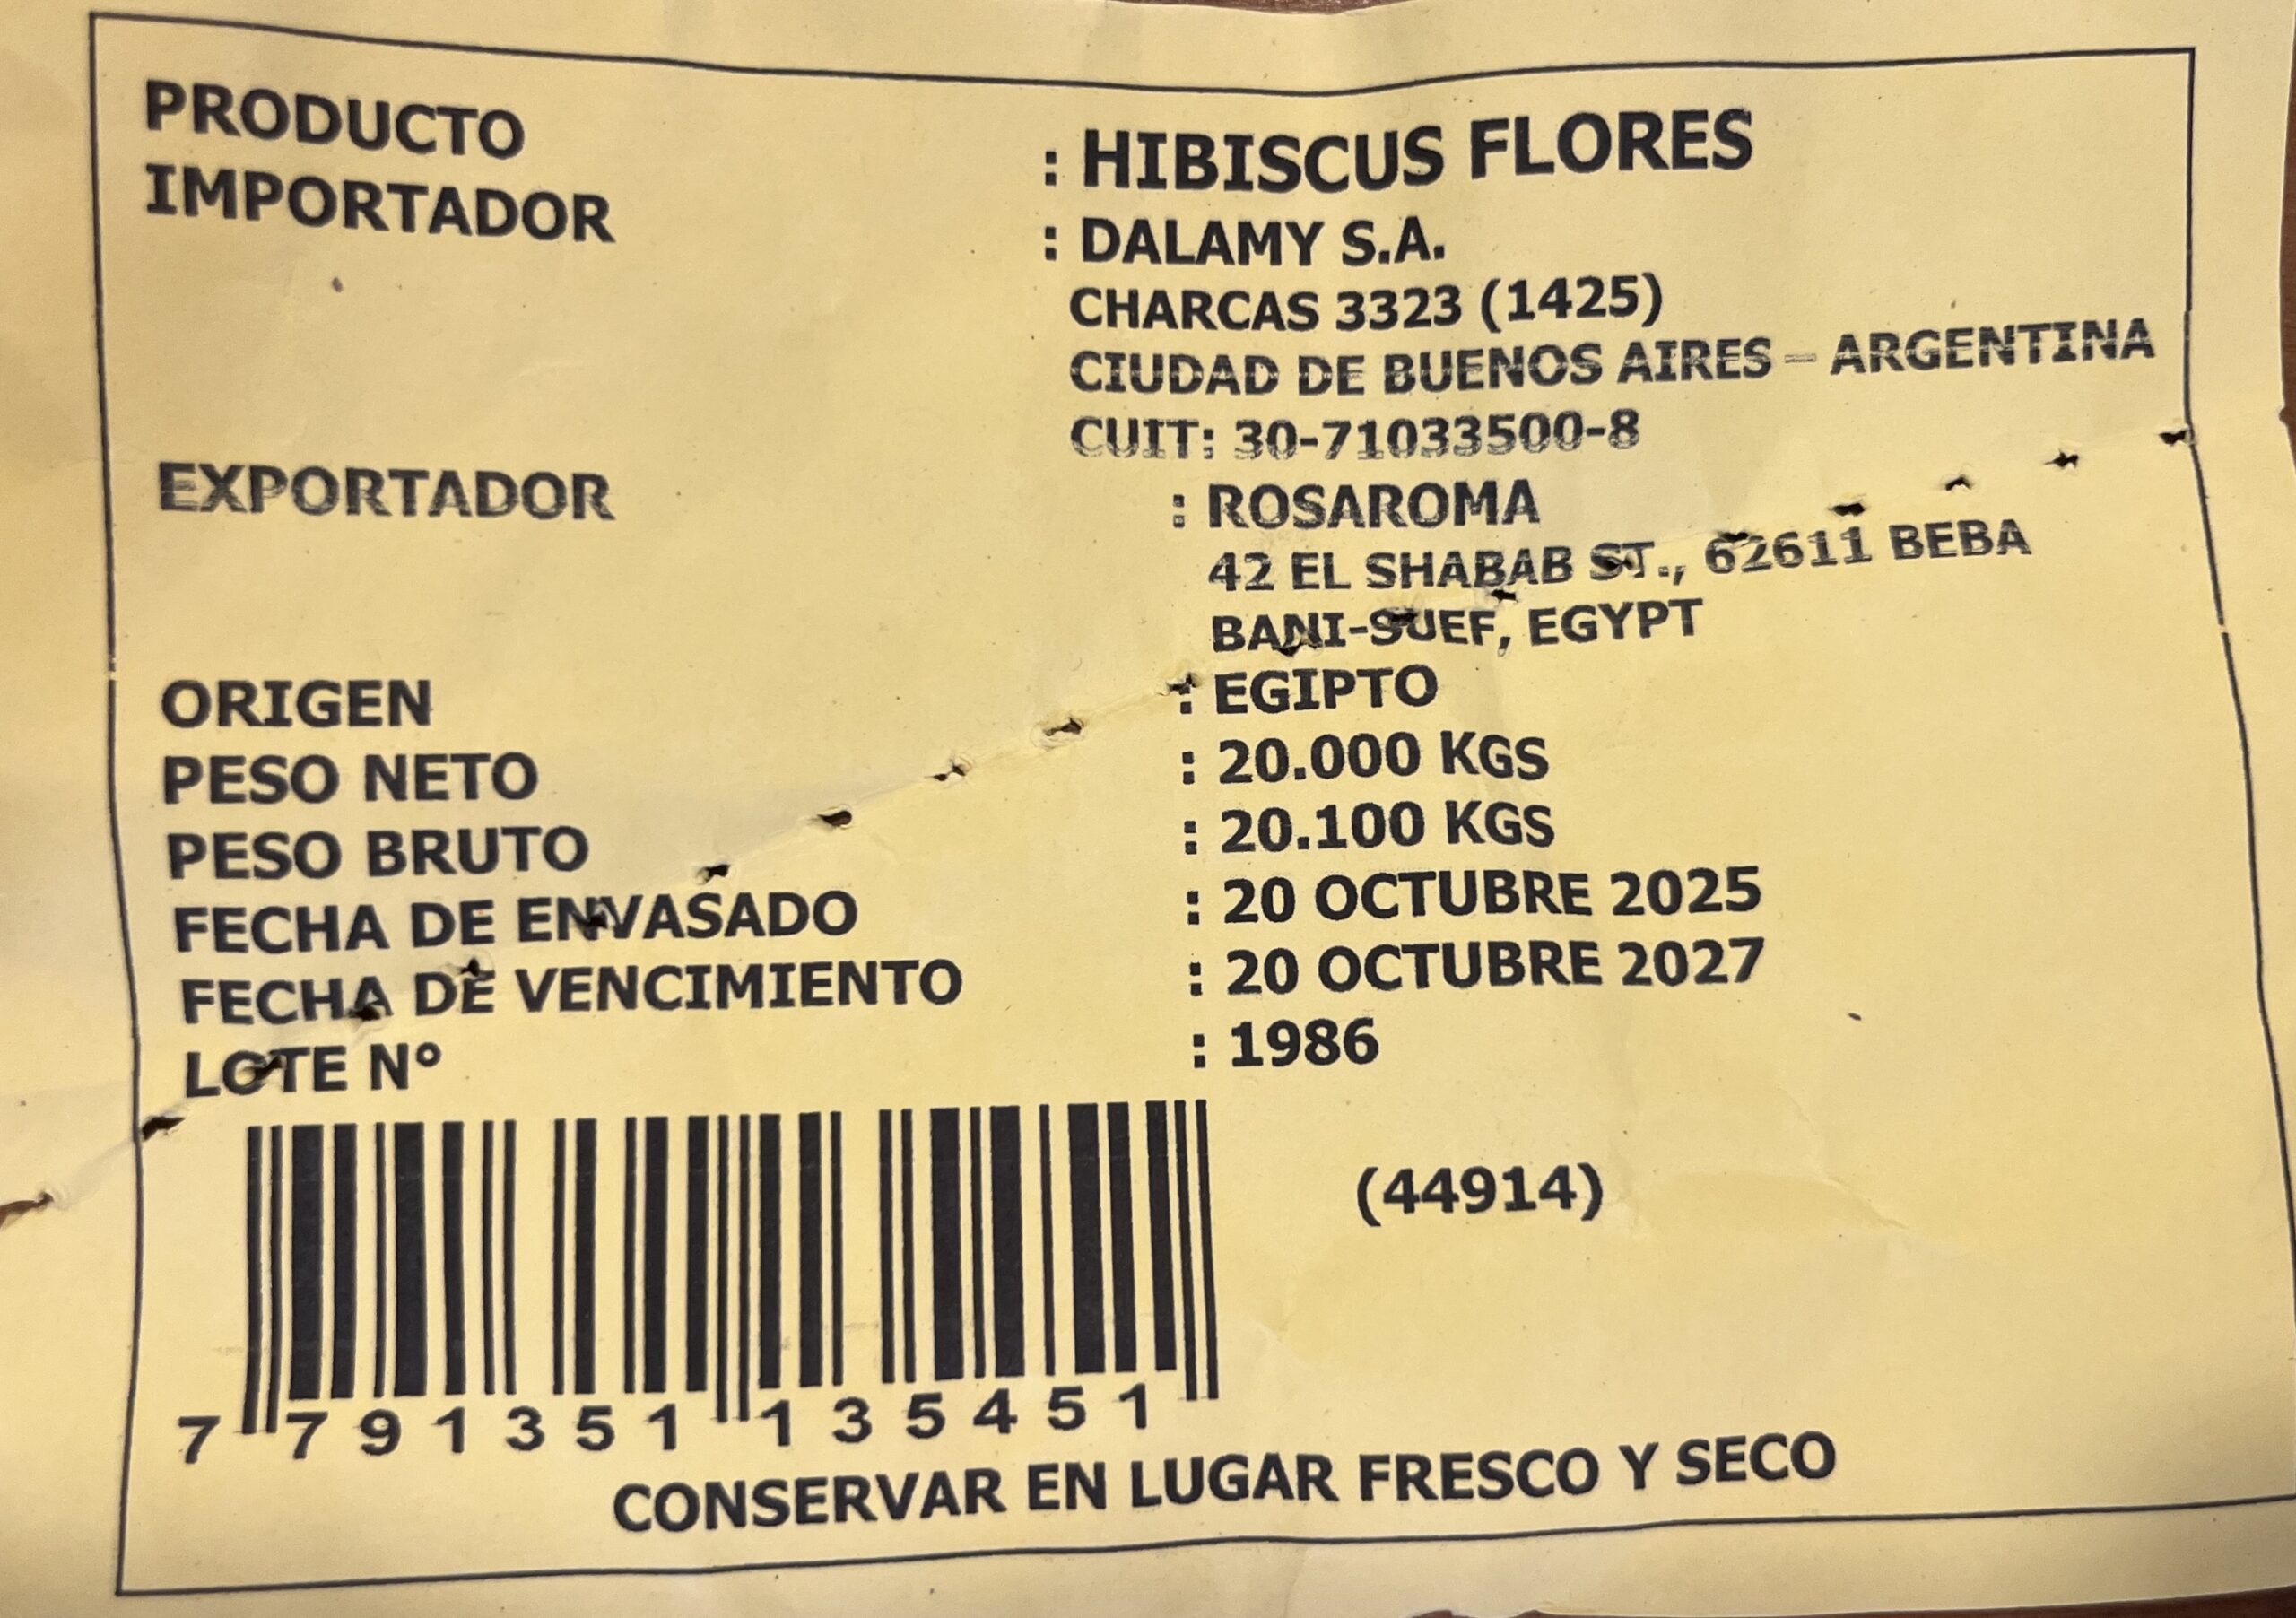 PRODUCTO : HIBISCUS FLORES
IMPORTADOR : DALAMY S.A.
CHARCAS 3323 (1425)
CIUDAD DE BUENOS AIRES – ARGENTINA
CUIT: 30-71033500-8
EXPORTADOR : ROSAROMA
42 EL SHABAB ST., 62611 BEBA
BANI-SUEF, EGYPT
ORIGEN : EGIPTO
PESO NETO : 20.000 KGS
PESO BRUTO : 20.100 KGS
FECHA DE ENVASADO : 20 OCTUBRE 2025
FECHA DE VENCIMIENTO : 20 OCTUBRE 2027
LOTE N° : 1986
(44914)
7 791351 135451
CONSERVAR EN LUGAR FRESCO Y SECO